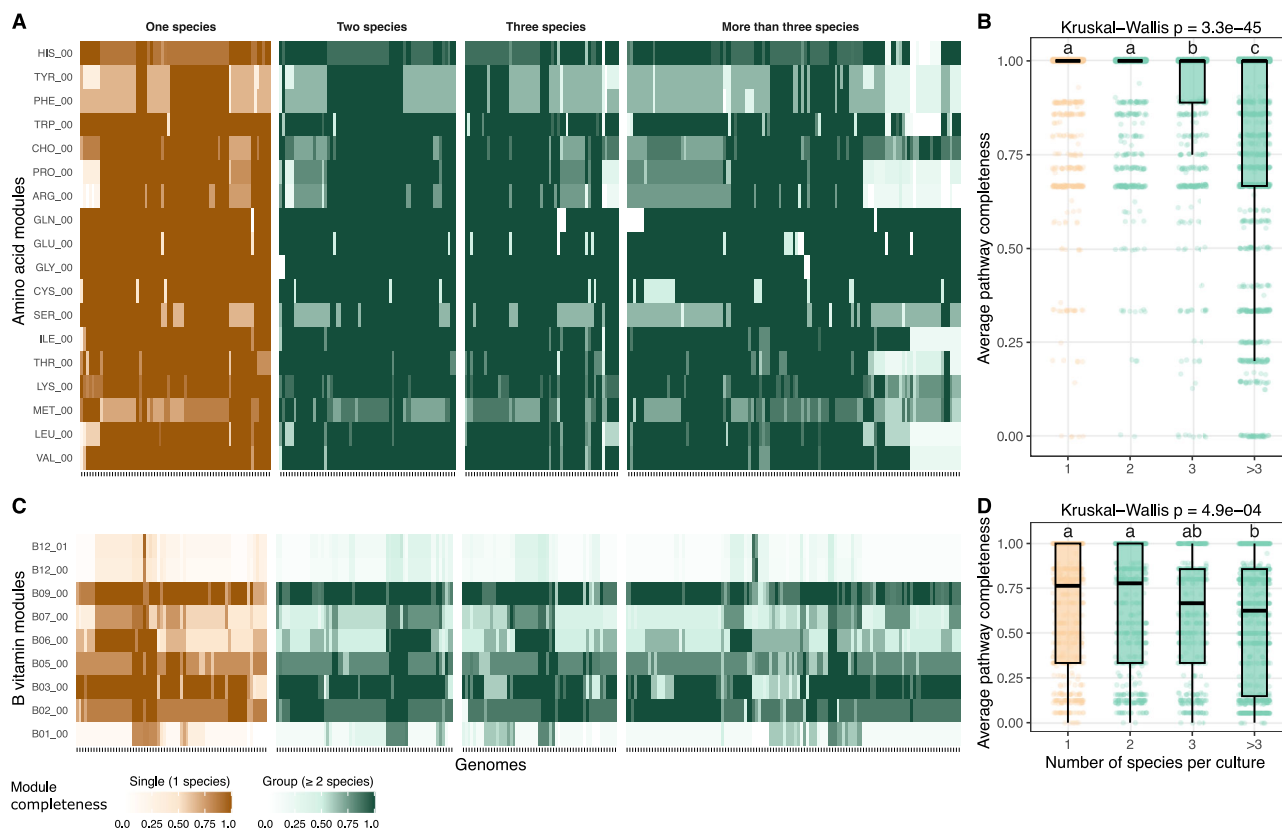 A
One species
Two species
Three species
More than three species
Amino acid modules
HIS_00
TYR_00
PHE_00
TRP_00
CHO_00
PRO_00
ARG_00
GLN_00
GLU_00
GLY_00
CYS_00
SER_00
ILE_00
THR_00
LYS_00
MET_00
LEU_00
VAL_00
B
Kruskal−Wallis p = 3.3e−45
a
a
b
c
Average pathway completeness
1.00
0.75
0.50
0.25
0.00
1
2
3
>3
C
B vitamin modules
B12_01
B12_00
B09_00
B07_00
B06_00
B05_00
B03_00
B02_00
B01_00
Genomes
D
Kruskal−Wallis p = 4.9e−04
a
a
ab
b
Average pathway completeness
1.00
0.75
0.50
0.25
0.00
1
2
3
>3
Number of species per culture
Module
completeness
Single (1 species)
0.0 0.25 0.50 0.75 1.0
Group (≥ 2 species)
0.0 0.25 0.50 0.75 1.0